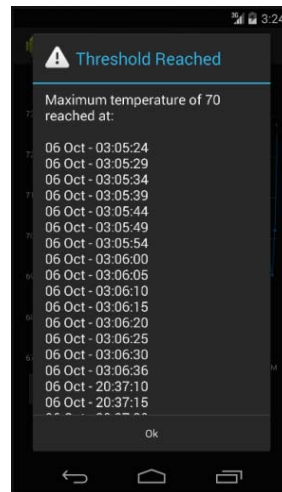 3G 3:24
Threshold Reached
Maximum temperature of 70
reached at:
06 Oct - 03:05:24
06 Oct - 03:05:29
06 Oct - 03:05:34
06 Oct - 03:05:39
06 Oct - 03:05:44
06 Oct - 03:05:49
06 Oct - 03:05:54
06 Oct - 03:06:00
06 Oct - 03:06:05
06 Oct - 03:06:10
06 Oct - 03:06:15
06 Oct - 03:06:20
06 Oct - 03:06:25
06 Oct - 03:06:30
06 Oct - 03:06:36
06 Oct - 20:37:10
06 Oct - 20:37:15
Ok